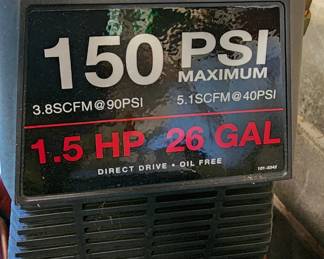 150 PSI
MAXIMUM
3.8SCFM@90PSI 5.1SCFM@40PSI
1.5 HP 26 GAL
DIRECT DRIVE • OIL FREE